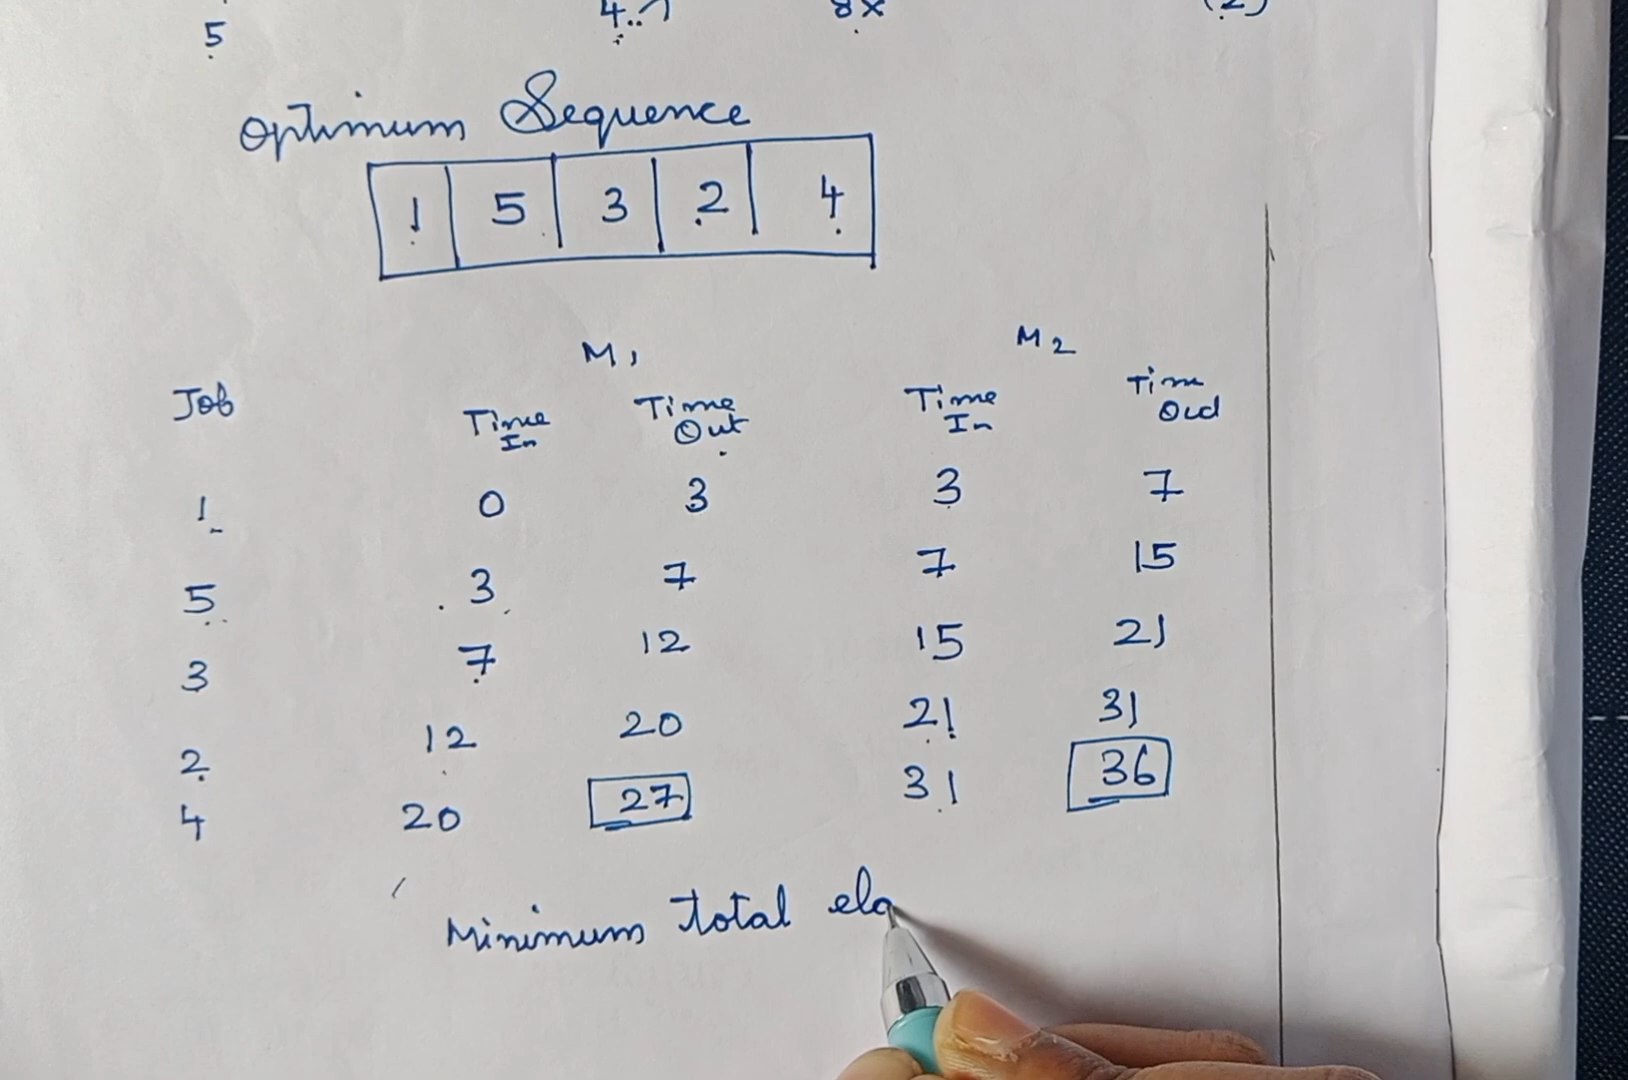 5
Optimum Sequence
1 5 3 2 4
M1 M2
Job Time In Time Out Time In Time Out
1 0 3 3 7
5 3 7 7 15
3 7 12 15 21
2 12 20 21 31
4 20 27 31 36
Minimum total ela